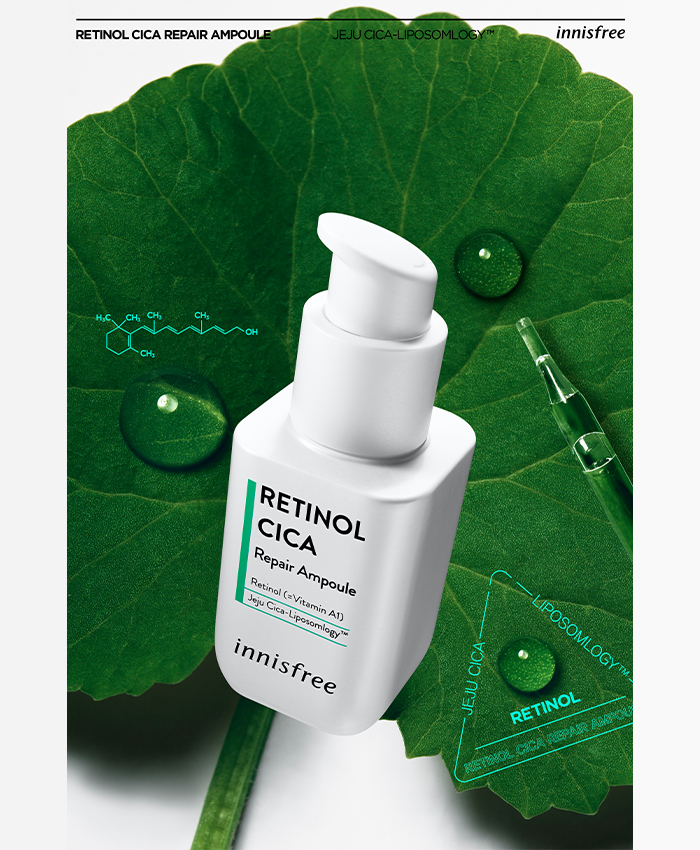 RETINOL CICA REPAIR AMPOULE
JEJU CICA-LIPOSOMLOGY™
innisfree
H₃C
CH₃
CH₃
CH₃
OH
CH₃
RETINOL
CICA
Repair Ampoule
Retinol (=Vitamin A1)
Jeju Cica-Liposomlogy™
innisfree
JEJU CICA
LIPOSOMLOGY™
RETINOL
RETINOL CICA REPAIR AMPOU